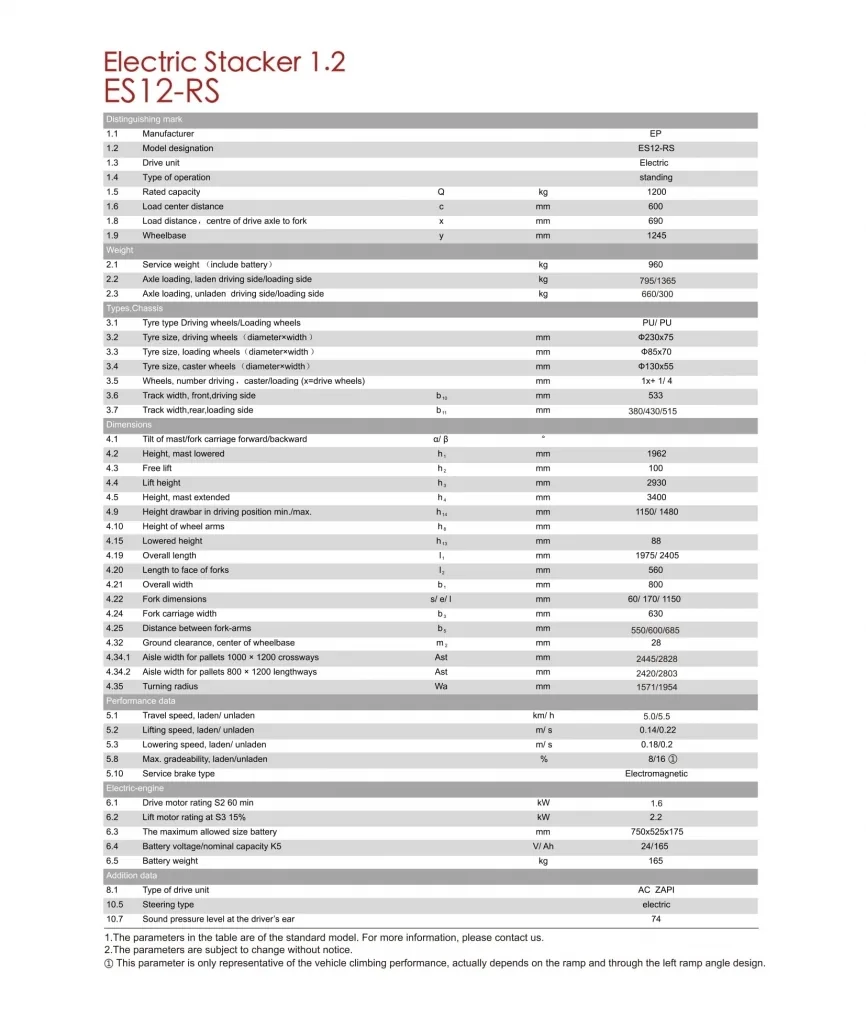 Electric Stacker 1.2
ES12-RS
Distinguishing mark
1.1 Manufacturer EP
1.2 Model designation ES12-RS
1.3 Drive unit Electric
1.4 Type of operation standing
1.5 Rated capacity Q kg 1200
1.6 Load center distance c mm 600
1.8 Load distance，centre of drive axle to fork x mm 690
1.9 Wheelbase y mm 1245
Weight
2.1 Service weight （include battery） kg 960
2.2 Axle loading, laden driving side/loading side kg 795/1365
2.3 Axle loading, unladen driving side/loading side kg 660/300
Types,Chassis
3.1 Tyre type Driving wheels/Loading wheels PU/ PU
3.2 Tyre size, driving wheels（diameter×width） mm Φ230x75
3.3 Tyre size, loading wheels（diameter×width） mm Φ85x70
3.4 Tyre size, caster wheels（diameter×width） mm Φ130x55
3.5 Wheels, number driving，caster/loading (x=drive wheels) mm 1x+ 1/ 4
3.6 Track width, front,driving side b10 mm 533
3.7 Track width,rear,loading side b11 mm 380/430/515
Dimensions
4.1 Tilt of mast/fork carriage forward/backward α/ β °
4.2 Height, mast lowered h1 mm 1962
4.3 Free lift h2 mm 100
4.4 Lift height h3 mm 2930
4.5 Height, mast extended h4 mm 3400
4.9 Height drawbar in driving position min./max. h14 mm 1150/ 1480
4.10 Height of wheel arms h8 mm
4.15 Lowered height h13 mm 88
4.19 Overall length l1 mm 1975/ 2405
4.20 Length to face of forks l2 mm 560
4.21 Overall width b1 mm 800
4.22 Fork dimensions s/ e/ l mm 60/ 170/ 1150
4.24 Fork carriage width b3 mm 630
4.25 Distance between fork-arms b5 mm 550/600/685
4.32 Ground clearance, center of wheelbase m2 mm 28
4.34.1 Aisle width for pallets 1000 × 1200 crossways Ast mm 2445/2828
4.34.2 Aisle width for pallets 800 × 1200 lengthways Ast mm 2420/2803
4.35 Turning radius Wa mm 1571/1954
Performance data
5.1 Travel speed, laden/ unladen km/ h 5.0/5.5
5.2 Lifting speed, laden/ unladen m/ s 0.14/0.22
5.3 Lowering speed, laden/ unladen m/ s 0.18/0.2
5.8 Max. gradeability, laden/unladen % 8/16 ①
5.10 Service brake type Electromagnetic
Electric-engine
6.1 Drive motor rating S2 60 min kW 1.6
6.2 Lift motor rating at S3 15% kW 2.2
6.3 The maximum allowed size battery mm 750x525x175
6.4 Battery voltage/nominal capacity K5 V/ Ah 24/165
6.5 Battery weight kg 165
Addition data
8.1 Type of drive unit AC ZAPI
10.5 Steering type electric
10.7 Sound pressure level at the driver's ear 74
1.The parameters in the table are of the standard model. For more information, please contact us.
2.The parameters are subject to change without notice.
① This parameter is only representative of the vehicle climbing performance, actually depends on the ramp and through the left ramp angle design.